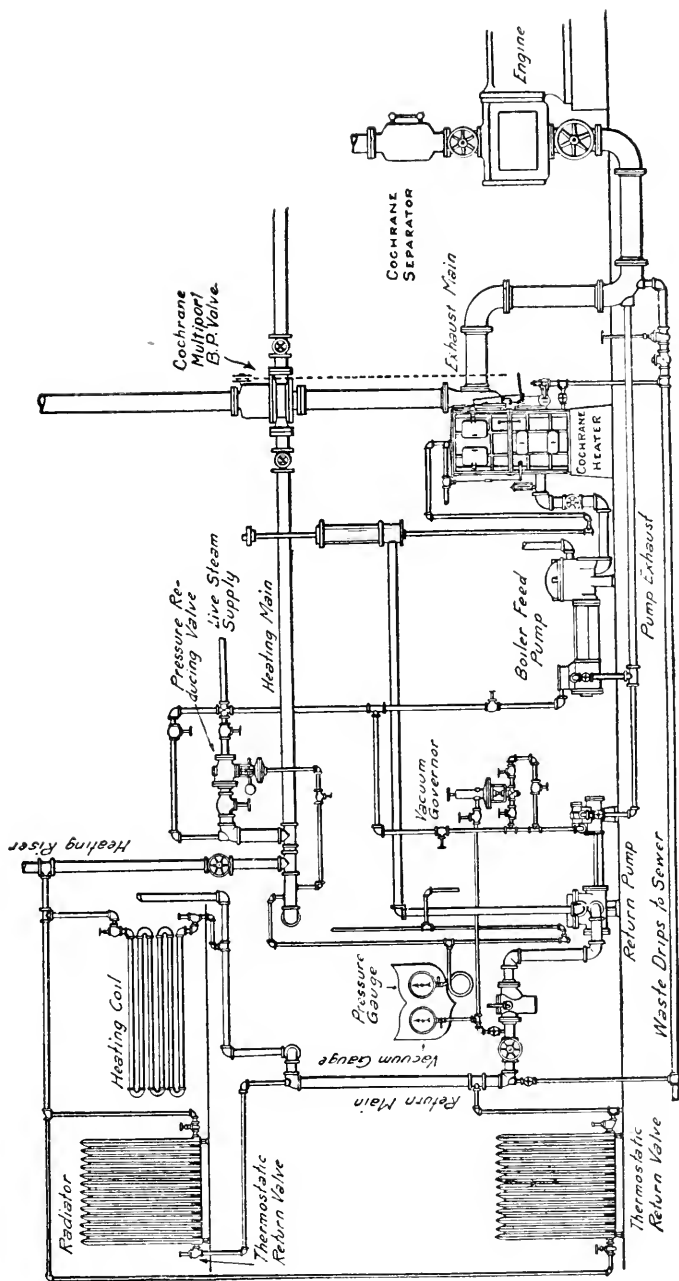 Radiator
Thermostatic
Return Valve
Heating Coil
Heating Riser
Pressure Re-
ducing Valve
Live Steam
Supply
Heating Main
Cochrane
Multiport
B.P. Valve
COCHRANE
SEPARATOR
Engine
Exhaust Main
COCHRANE
HEATER
Pump Exhaust
Boiler Feed
Pump
Vacuum
Governor
Pressure
Gauge
Vacuum Gauge
Return Main
Return Pump
Waste Drips to Sewer
Thermostatic
Return Valve